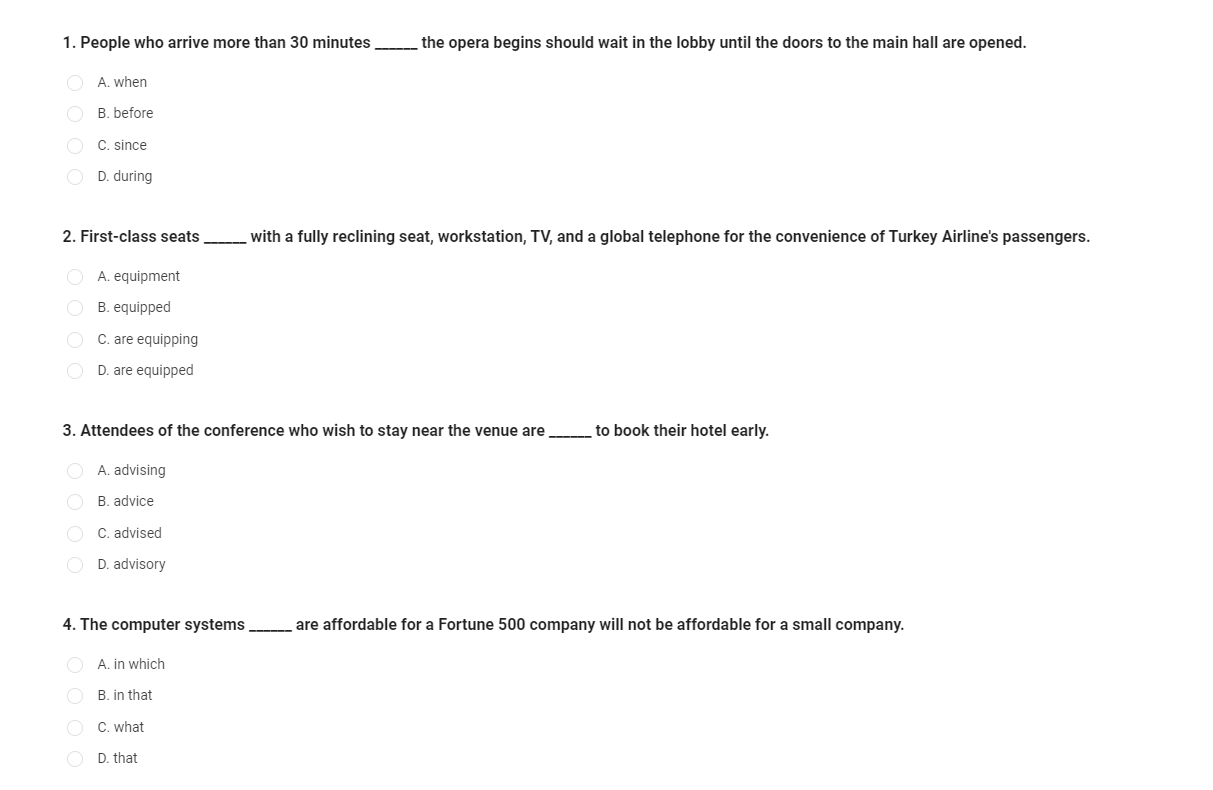 1. People who arrive more than 30 minutes ______ the opera begins should wait in the lobby until the doors to the main hall are opened.
A. when
B. before
C. since
D. during
2. First-class seats ______ with a fully reclining seat, workstation, TV, and a global telephone for the convenience of Turkey Airline's passengers.
A. equipment
B. equipped
C. are equipping
D. are equipped
3. Attendees of the conference who wish to stay near the venue are ______ to book their hotel early.
A. advising
B. advice
C. advised
D. advisory
4. The computer systems ______ are affordable for a Fortune 500 company will not be affordable for a small company.
A. in which
B. in that
C. what
D. that